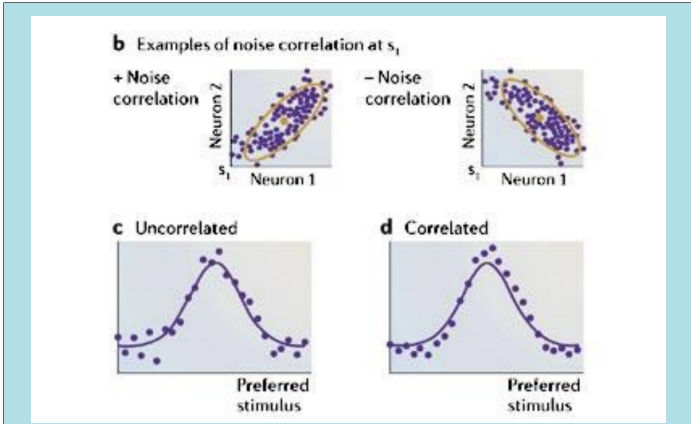 b Examples of noise correlation at s1
+ Noise
correlation
Neuron 2
s1
Neuron 1
– Noise
correlation
Neuron 2
s1
Neuron 1
c Uncorrelated
Preferred
stimulus
d Correlated
Preferred
stimulus